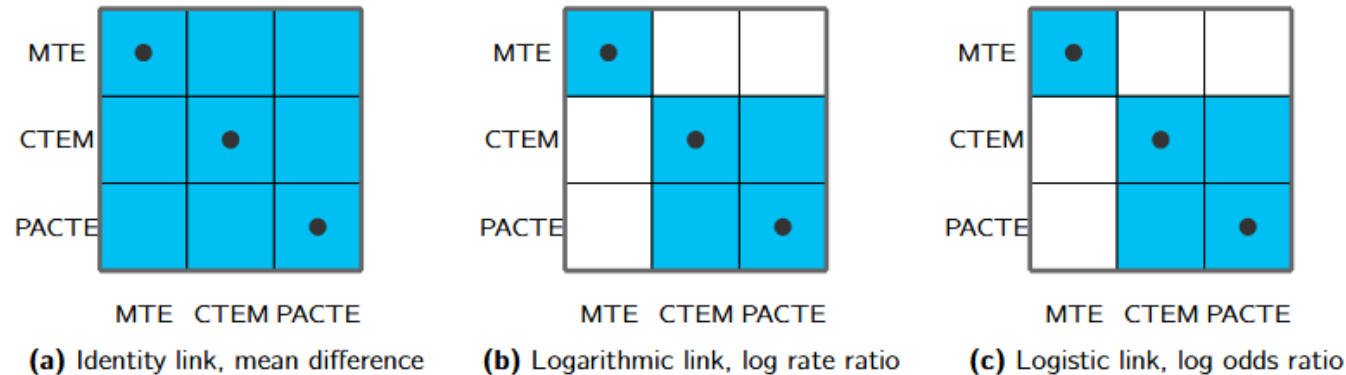 MTE
CTEM
PACTE
MTE CTEM PACTE
(a) Identity link, mean difference
MTE
CTEM
PACTE
MTE CTEM PACTE
(b) Logarithmic link, log rate ratio
MTE
CTEM
PACTE
MTE CTEM PACTE
(c) Logistic link, log odds ratio